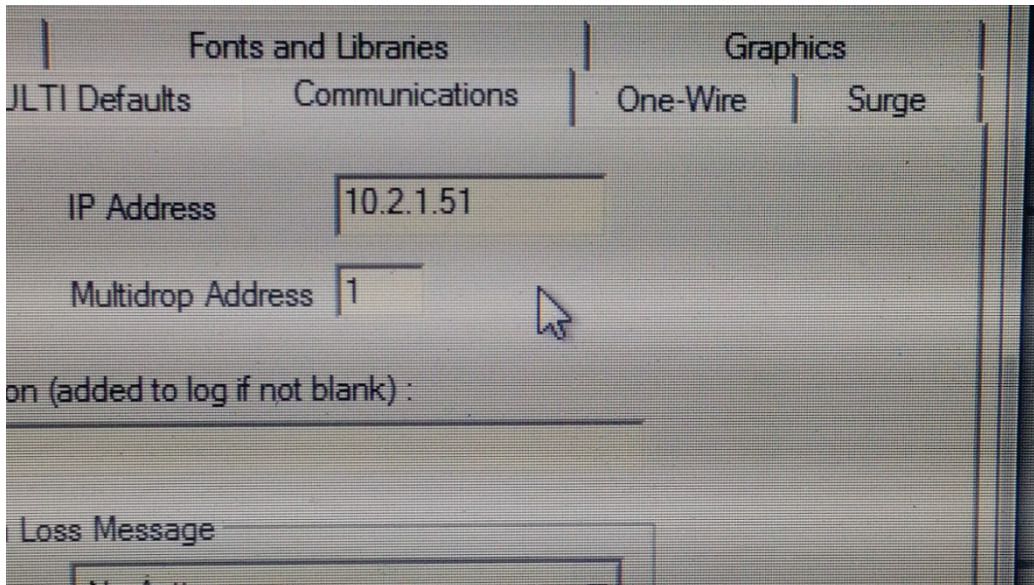 Fonts and Libraries Graphics
ULTI Defaults Communications One-Wire Surge
IP Address 10.2.1.51
Multidrop Address 1
on (added to log if not blank) :
Loss Message